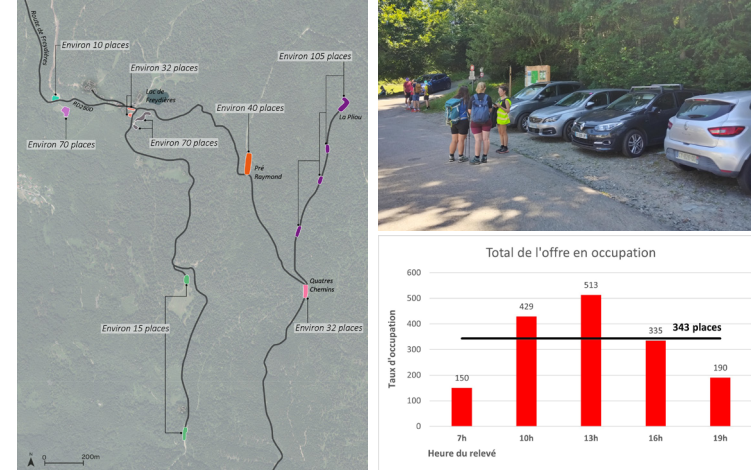 Route de Freydières
Environ 10 places
Environ 32 places
Environ 105 places
Lac de
Freydières
RD280D
Environ 40 places
La Pliou
Environ 70 places
Environ 70 places
Pré
Raymond
Quatres
Chemins
Environ 15 places
Environ 32 places
N
0
200m
Total de l'offre en occupation
Taux d'occupation
600
500
400
300
200
100
0
150
429
513
335
190
343 places
7h
10h
13h
16h
19h
Heure du relevé